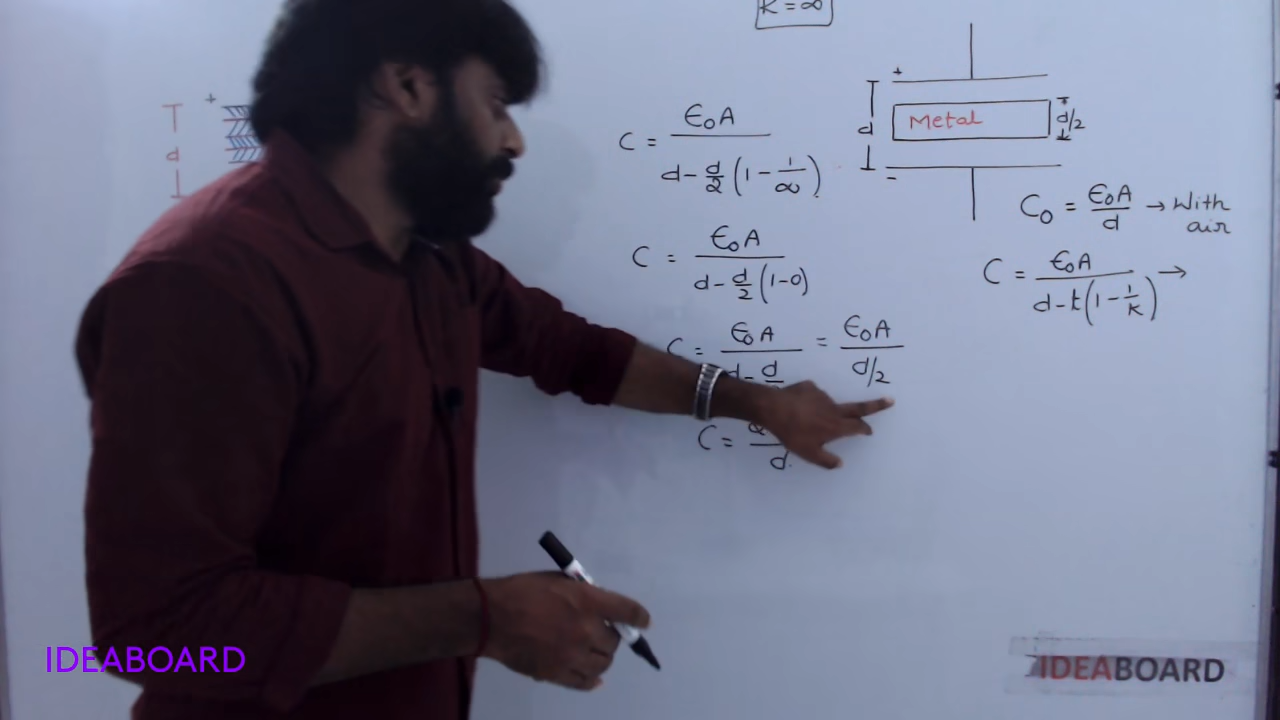 K = ∞
+
d
C = ϵ₀A / d - d/2 (1 - 1/∞)
C = ϵ₀A / d - d/2 (1-0)
C = ϵ₀A / d - d/ = ϵ₀A / d/2
C = / d
+
d
Metal
d/2
-
C₀ = ϵ₀A / d → With
air
C = ϵ₀A / d-t(1 - 1/K) →
IDEABOARD
IDEABOARD